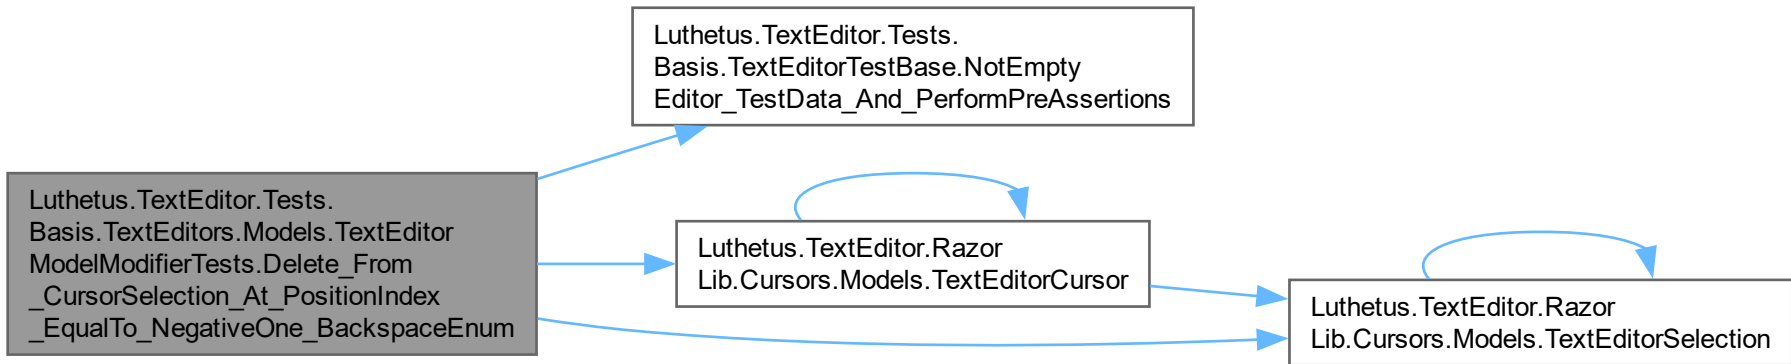 Luthetus.TextEditor.Tests.
Basis.TextEditorTestBase.NotEmpty
Editor_TestData_And_PerformPreAssertions
Luthetus.TextEditor.Tests.
Basis.TextEditors.Models.TextEditor
ModelModifierTests.Delete_From
_CursorSelection_At_PositionIndex
_EqualTo_NegativeOne_BackspaceEnum
Luthetus.TextEditor.Razor
Lib.Cursors.Models.TextEditorCursor
Luthetus.TextEditor.Razor
Lib.Cursors.Models.TextEditorSelection